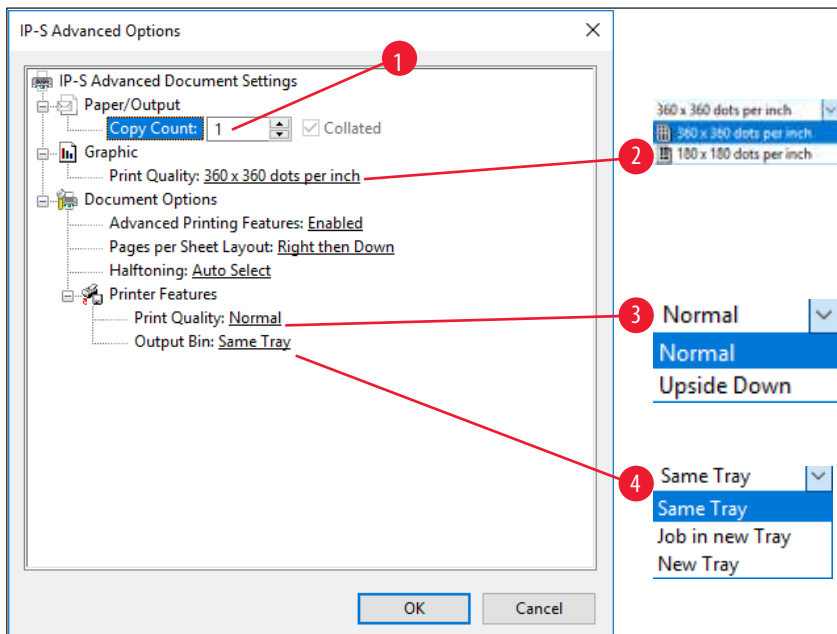 IP-S Advanced Options
IP-S Advanced Document Settings
Paper/Output
Copy Count: 1 Collated
Graphic
Print Quality: 360 x 360 dots per inch
Document Options
Advanced Printing Features: Enabled
Pages per Sheet Layout: Right then Down
Halftoning: Auto Select
Printer Features
Print Quality: Normal
Output Bin: Same Tray
OK Cancel
1
2
360 x 360 dots per inch
360 x 360 dots per inch
180 x 180 dots per inch
3
Normal
Normal
Upside Down
4
Same Tray
Same Tray
Job in new Tray
New Tray